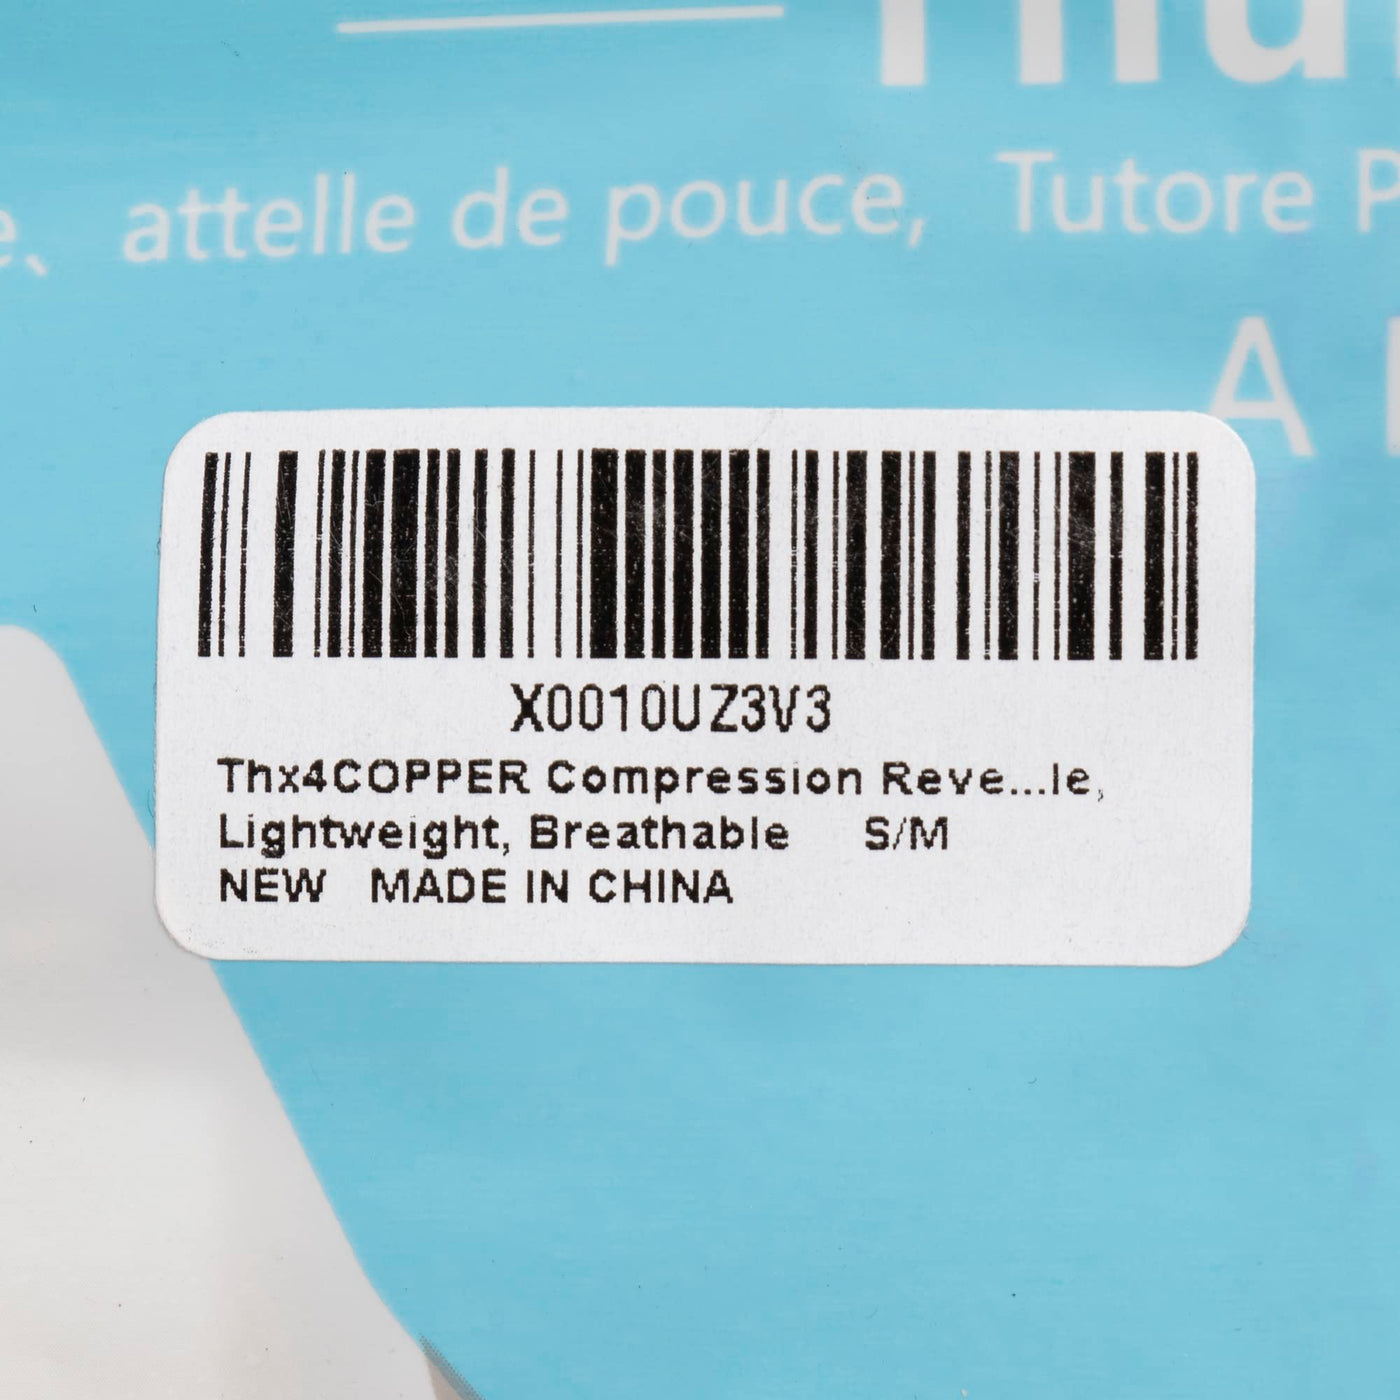 attelle de pouce, Tutore
A
X0010UZ3V3
Thx4COPPER Compression Reve...le,
Lightweight, Breathable S/M
NEW MADE IN CHINA